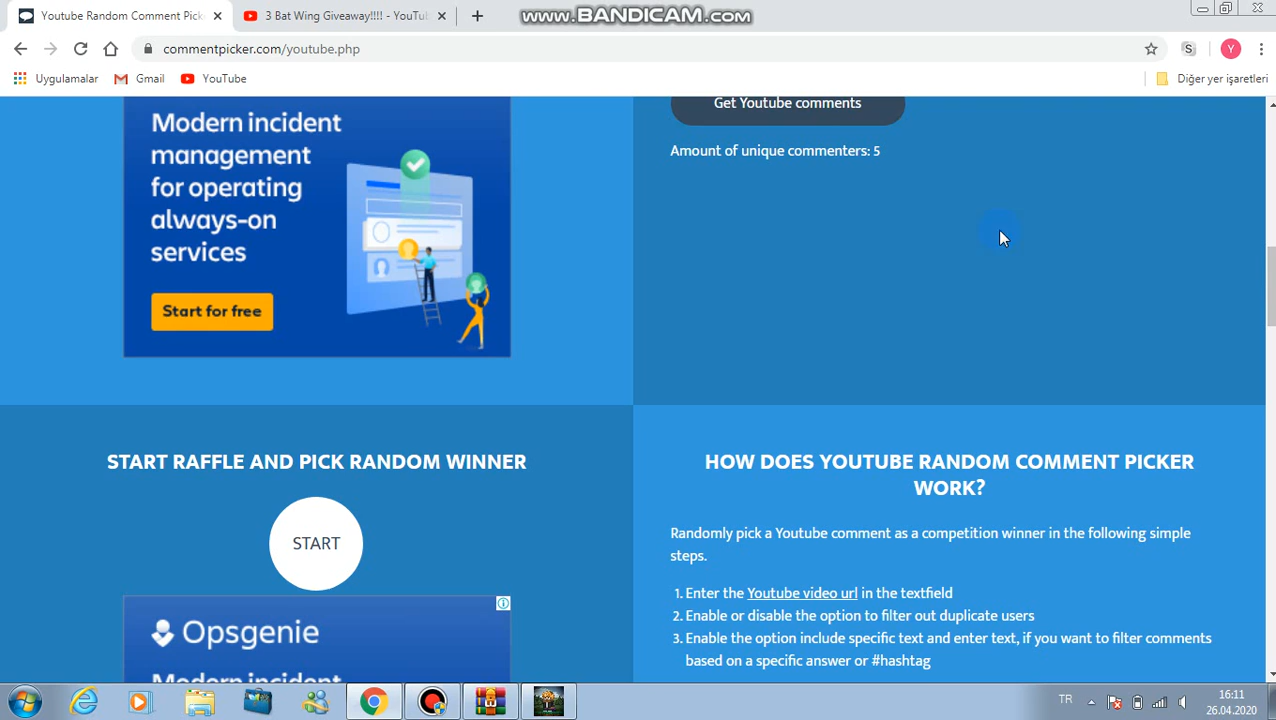 Youtube Random Comment Picker
3 Bat Wing Giveaway!!!! - YouTu
www.BANDICAM.com
commentpicker.com/youtube.php
S
Y
Uygulamalar
Gmail
YouTube
Diğer yer işaretleri
Modern incident
management
for operating
always-on
services
Start for free
Get Youtube comments
Amount of unique commenters: 5
START RAFFLE AND PICK RANDOM WINNER
START
Opsgenie
Modern incident
HOW DOES YOUTUBE RANDOM COMMENT PICKER
WORK?
Randomly pick a Youtube comment as a competition winner in the following simple
steps.
1. Enter the Youtube video url in the textfield
2. Enable or disable the option to filter out duplicate users
3. Enable the option include specific text and enter text, if you want to filter comments
based on a specific answer or #hashtag
TR
16:11
26.04.2020